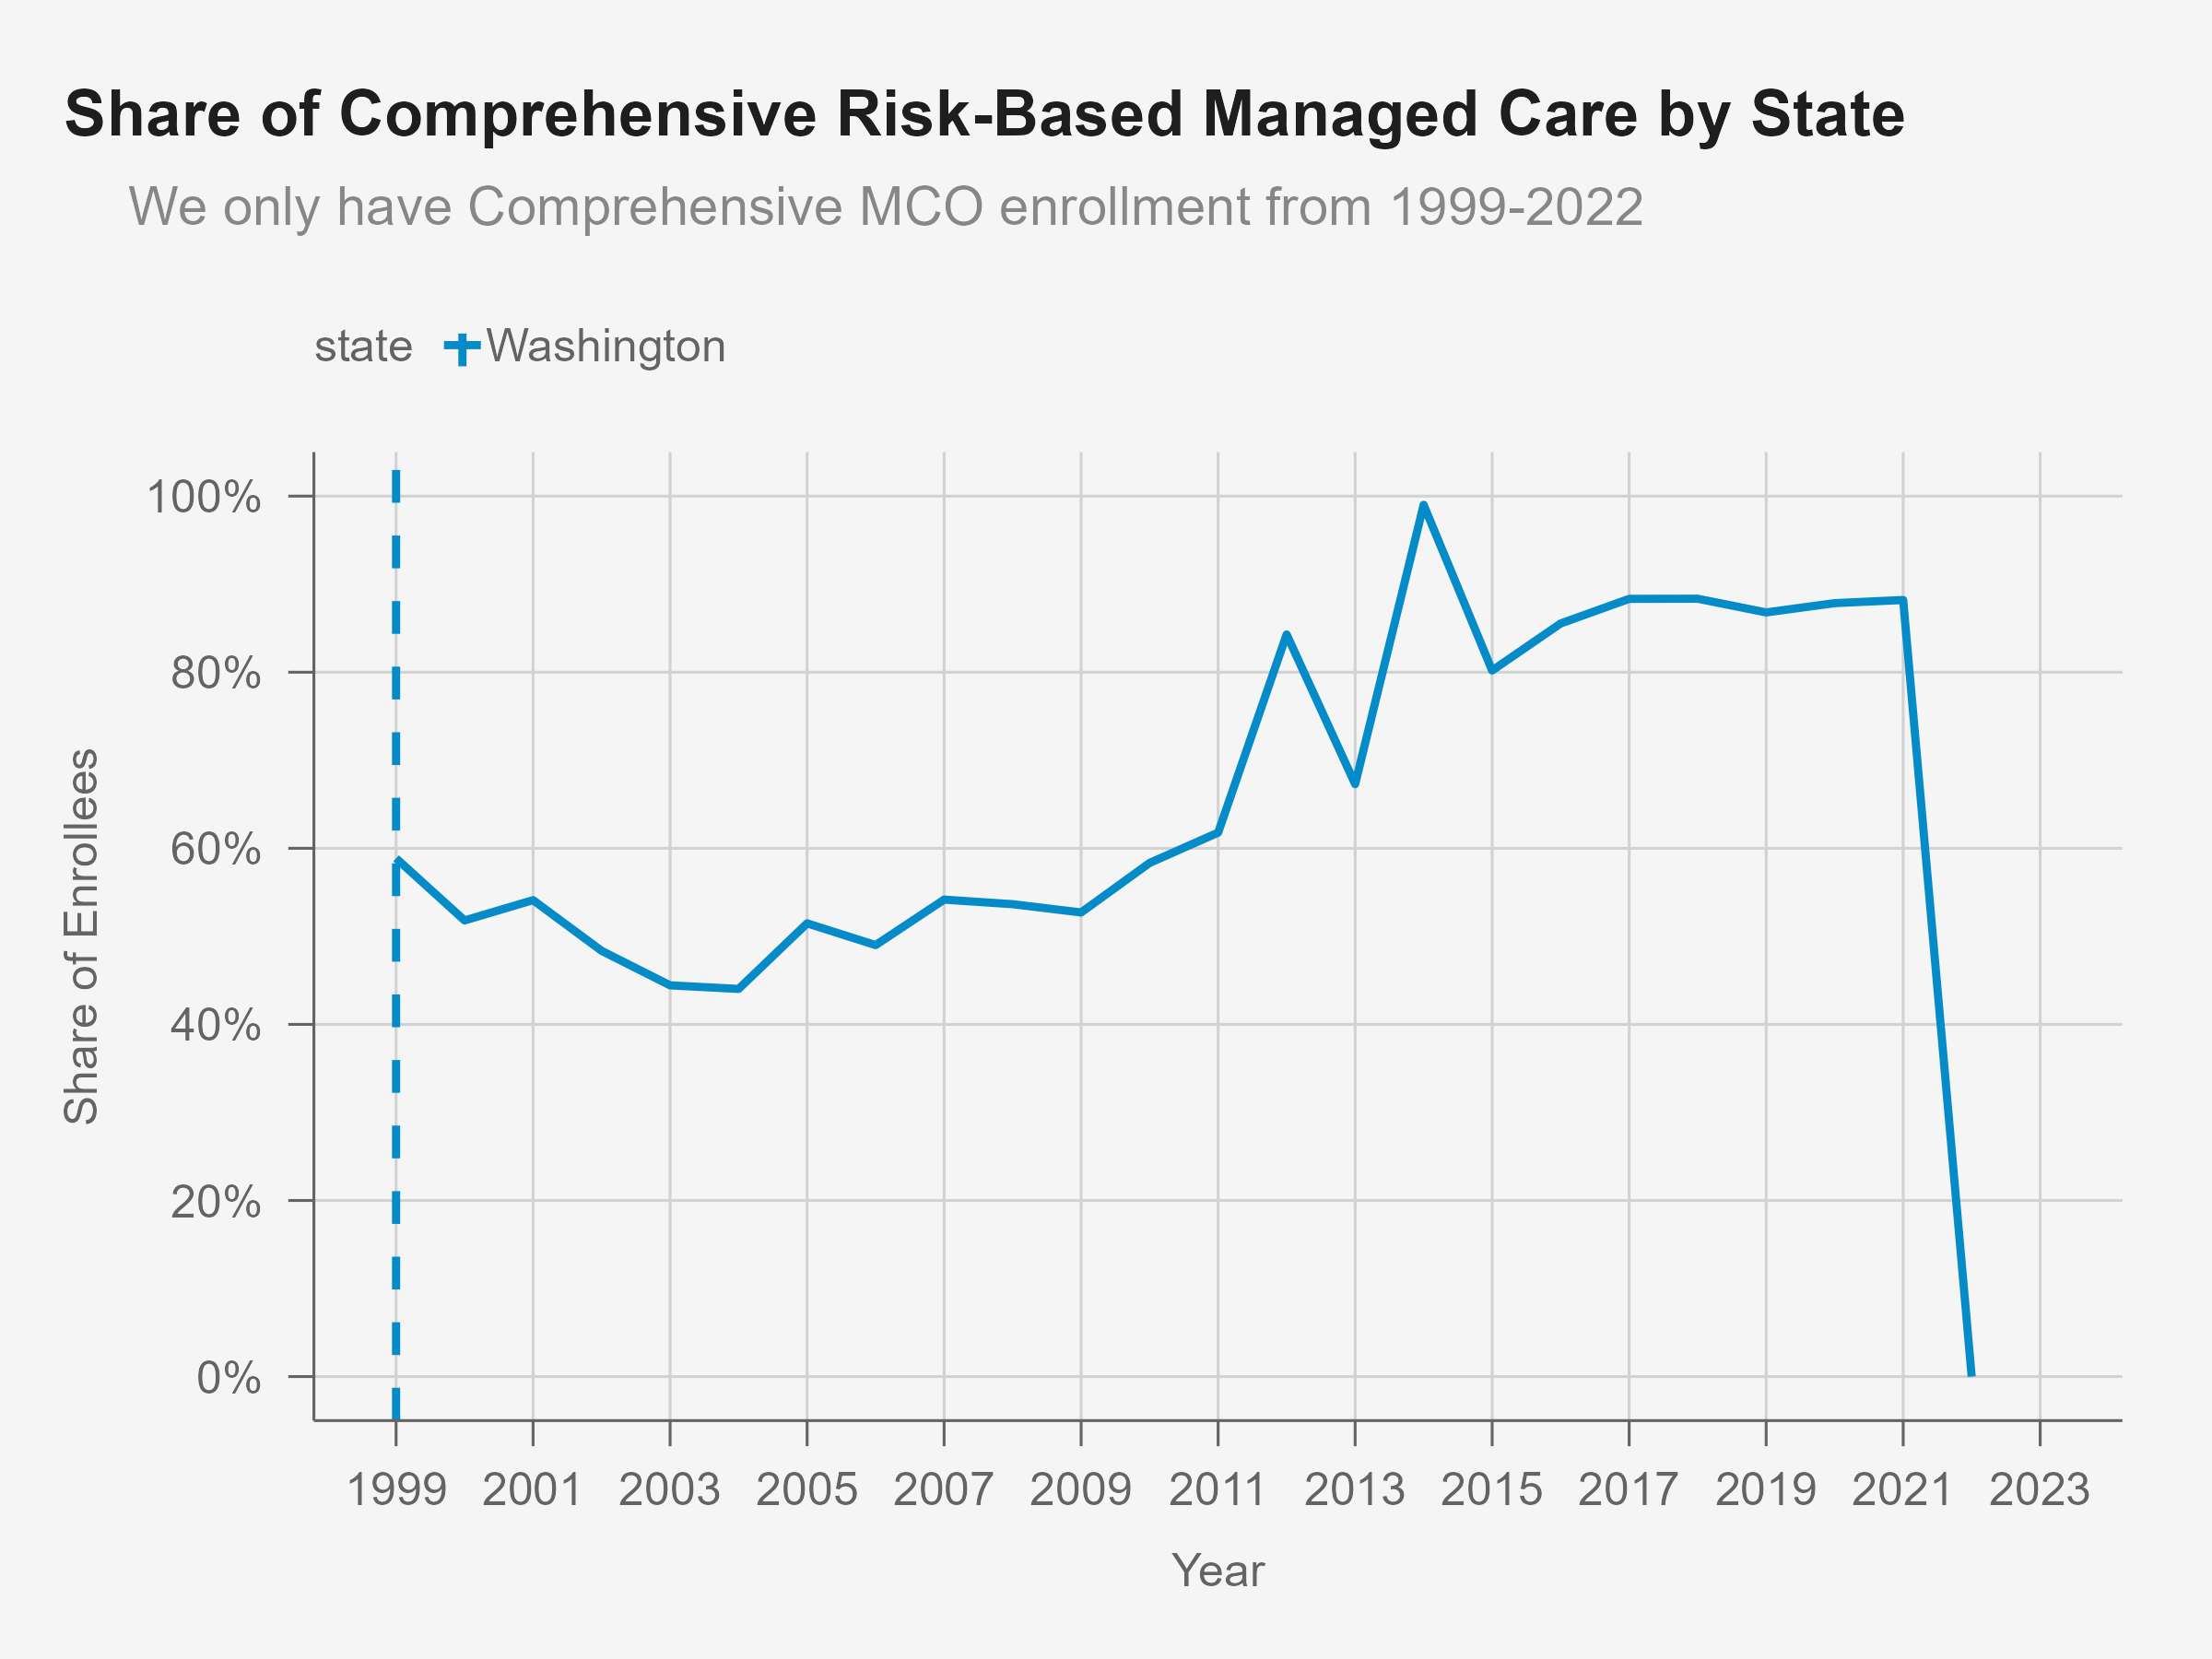 Share of Comprehensive Risk-Based Managed Care by State
We only have Comprehensive MCO enrollment from 1999-2022
state Washington
100%
80%
60%
40%
20%
0%
Share of Enrollees
1999 2001 2003 2005 2007 2009 2011 2013 2015 2017 2019 2021 2023
Year